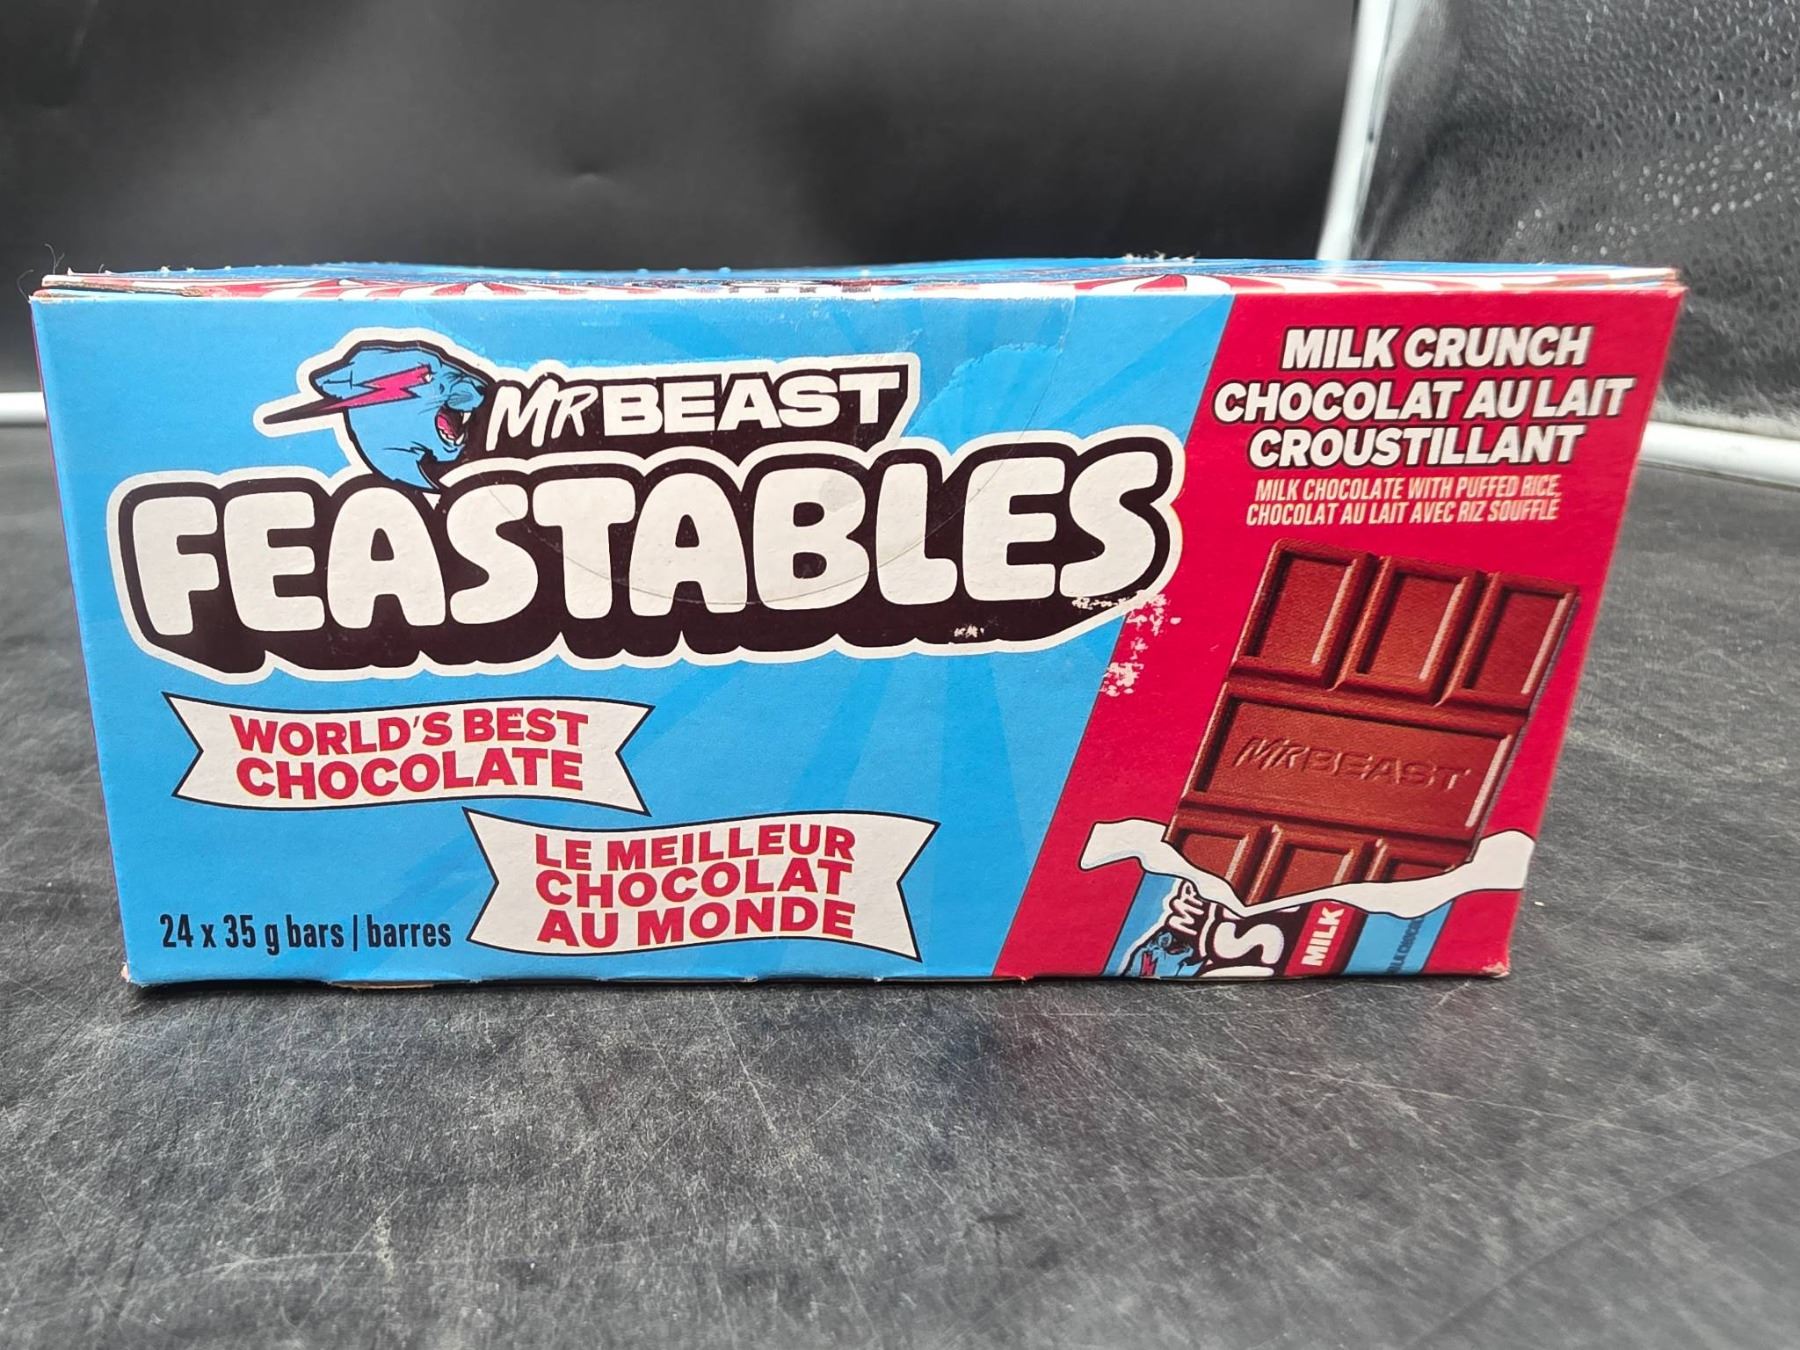 MR BEAST
FEASTABLES
WORLD'S BEST
CHOCOLATE
LE MEILLEUR
CHOCOLAT
AU MONDE
24 x 35 g bars | barres
MILK CRUNCH
CHOCOLAT AU LAIT
CROUSTILLANT
MILK CHOCOLATE WITH PUFFED RICE
CHOCOLAT AU LAIT AVEC RIZ SOUFFLÉ
MRBEAST
MR
MILK